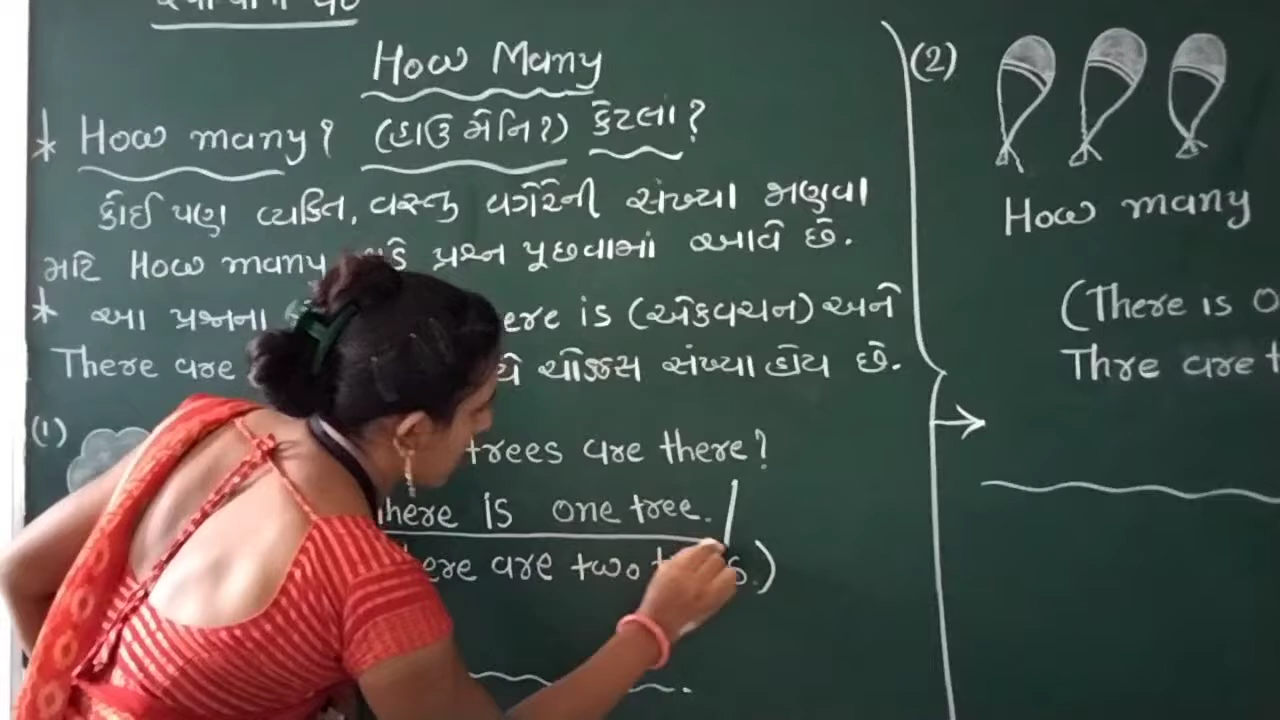 How Many
* How many? (હાઉ મેનિ?) કેટલા?
કોઈ પણ વ્યકિત, વસ્તુ વગેરેની સંખ્યા જાણવા
માટે How many વડે પ્રશ્ન પૂછવામાં આવે છે.
* આ પ્રશ્નના ere is (એકવચન) અને
There are ચોક્કસ સંખ્યા હોય છે.
(1)
trees are there?
here is one tree.
ere are two )
(2)
How many
(There is
Thre are t